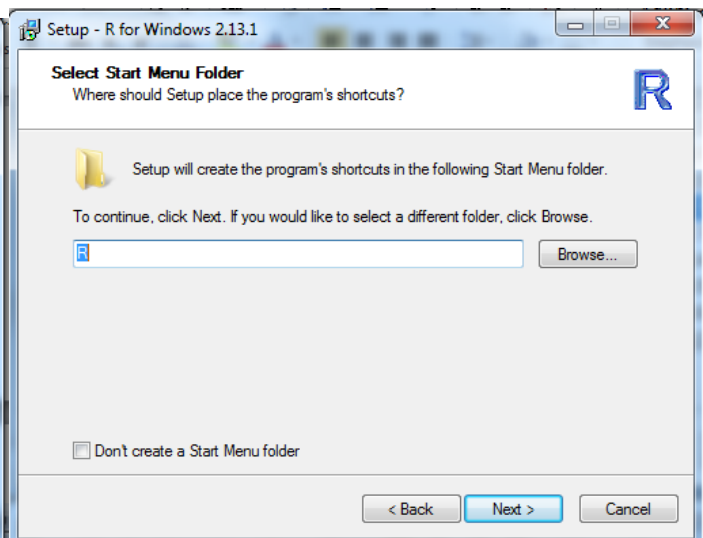 Setup - R for Windows 2.13.1
Select Start Menu Folder
Where should Setup place the program's shortcuts?
R
Setup will create the program's shortcuts in the following Start Menu folder.
To continue, click Next. If you would like to select a different folder, click Browse.
R
Browse...
Don't create a Start Menu folder
< Back
Next >
Cancel